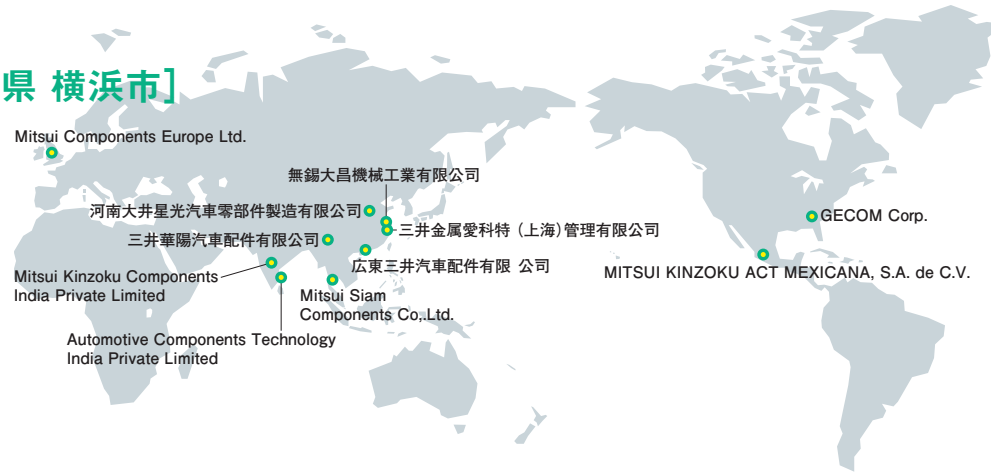 県 横浜市]
Mitsui Components Europe Ltd.
無錫大昌機械工業有限公司
河南大井星光汽車零部件製造有限公司
三井金属愛科特 (上海)管理有限公司
三井華陽汽車配件有限公司
広東三井汽車配件有限 公司
Mitsui Kinzoku Components
India Private Limited
Mitsui Siam
Components Co,.Ltd.
Automotive Components Technology
India Private Limited
GECOM Corp.
MITSUI KINZOKU ACT MEXICANA, S.A. de C.V.